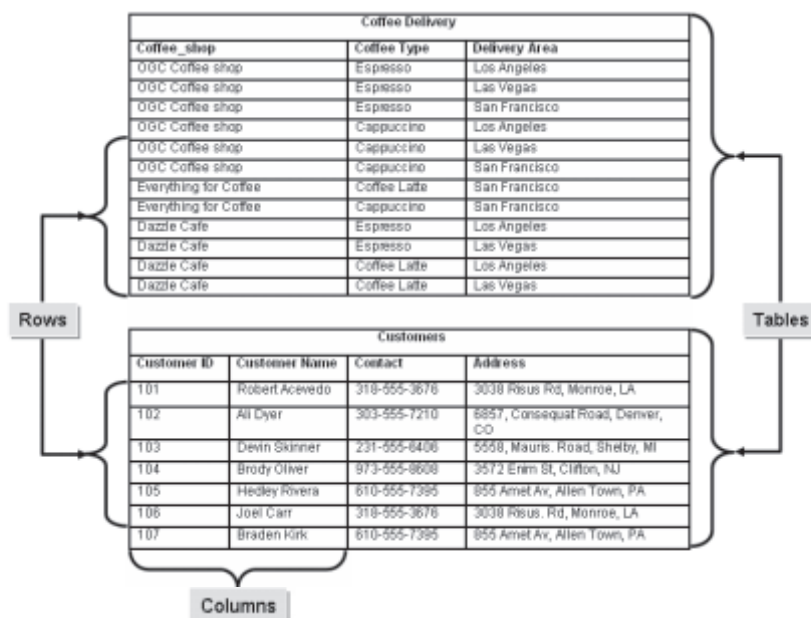 Coffee Delivery
Coffee_shop Coffee Type Delivery Area
OGC Coffee shop Espresso Los Angeles
OGC Coffee shop Espresso Las Vegas
OGC Coffee shop Espresso San Francisco
OGC Coffee shop Cappuccino Los Angeles
OGC Coffee shop Cappuccino Las Vegas
OGC Coffee shop Cappuccino San Francisco
Everything for Coffee Coffee Latte San Francisco
Everything for Coffee Cappuccino San Francisco
Dazzle Cafe Espresso Los Angeles
Dazzle Cafe Espresso Las Vegas
Dazzle Cafe Coffee Latte Los Angeles
Dazzle Cafe Coffee Latte Las Vegas
Rows
Tables
Customers
Customer ID Customer Name Contact Address
101 Robert Acevedo 318-555-3676 3038 Risus Rd, Monroe, LA
102 Ali Dyer 303-555-7210 6857, Consequat Road, Denver,
CO
103 Devin Skinner 231-555-6406 5558, Mauris. Road, Shelby, MI
104 Brody Oliver 973-555-8608 3572 Enim St, Clifton, NJ
105 Hedley Rivera 610-555-7395 855 Amet Av, Allen Town, PA
106 Joel Carr 318-555-3676 3038 Risus. Rd, Monroe, LA
107 Braden Kirk 610-555-7395 855 Amet Av, Allen Town, PA
Columns